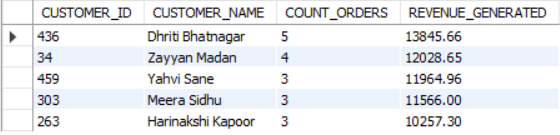 CUSTOMER_ID CUSTOMER_NAME COUNT_ORDERS REVENUE_GENERATED
436 Dhriti Bhatnagar 5 13845.66
34 Zayyan Madan 4 12028.65
459 Yahvi Sane 3 11964.96
303 Meera Sidhu 3 11566.00
263 Harinakshi Kapoor 3 10257.30